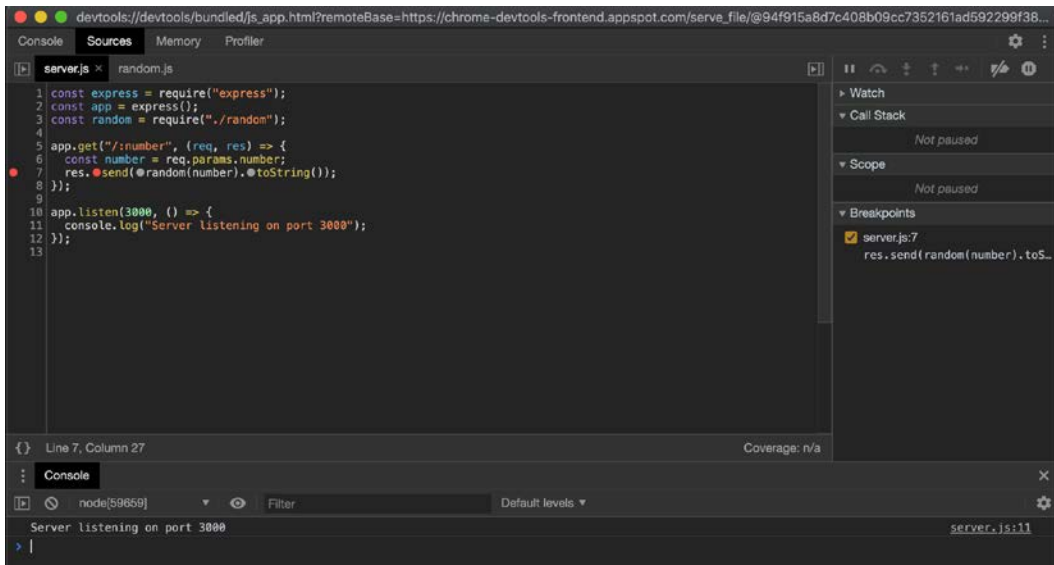 devtools://devtools/bundled/js_app.html?remoteBase=https://chrome-devtools-frontend.appspot.com/serve_file/@94f915a8d7c408b09cc7352161ad592299f38...
Console Sources Memory Profiler
server.js × random.js
1 const express = require("express");
2 const app = express();
3 const random = require("./random");
4
5 app.get("/:number", (req, res) => {
6 const number = req.params.number;
7 res.send(random(number).toString());
8 });
9
10 app.listen(3000, () => {
11 console.log("Server listening on port 3000");
12 });
13
Watch
Call Stack
Not paused
Scope
Not paused
Breakpoints
server.js:7
res.send(random(number).toS…
{} Line 7, Column 27 Coverage: n/a
Console ×
node[59659] Filter Default levels ▼
Server listening on port 3000 server.js:11
>